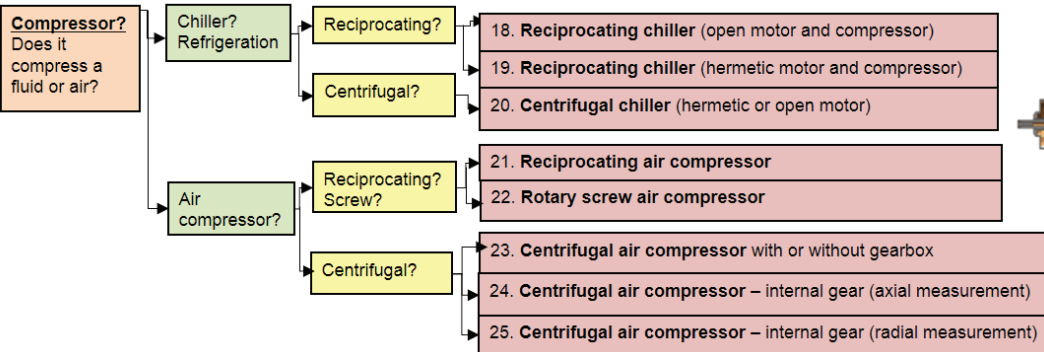 Compressor?
Does it
compress a
fluid or air?
Chiller?
Refrigeration
Reciprocating?
18. Reciprocating chiller (open motor and compressor)
19. Reciprocating chiller (hermetic motor and compressor)
Centrifugal?
20. Centrifugal chiller (hermetic or open motor)
Air
compressor?
Reciprocating?
Screw?
21. Reciprocating air compressor
22. Rotary screw air compressor
Centrifugal?
23. Centrifugal air compressor with or without gearbox
24. Centrifugal air compressor – internal gear (axial measurement)
25. Centrifugal air compressor – internal gear (radial measurement)